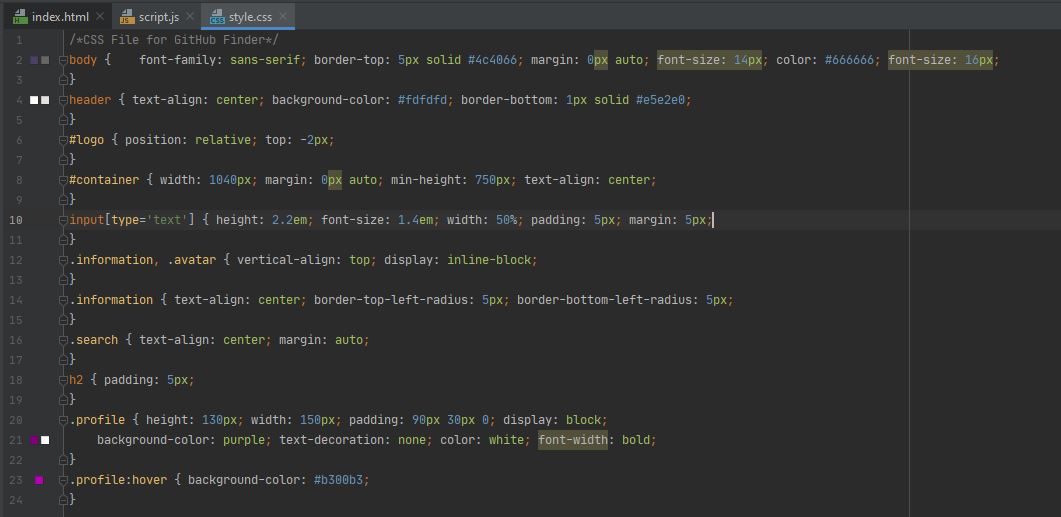 index.html script.js style.css
1 /*CSS File for GitHub Finder*/
2 body {    font-family: sans-serif; border-top: 5px solid #4c4066; margin: 0px auto; font-size: 14px; color: #666666; font-size: 16px;
3 }
4 header { text-align: center; background-color: #fdfdfd; border-bottom: 1px solid #e5e2e0;
5 }
6 #logo { position: relative; top: -2px;
7 }
8 #container { width: 1040px; margin: 0px auto; min-height: 750px; text-align: center;
9 }
10 input[type='text'] { height: 2.2em; font-size: 1.4em; width: 50%; padding: 5px; margin: 5px;
11 }
12 .information, .avatar { vertical-align: top; display: inline-block;
13 }
14 .information { text-align: center; border-top-left-radius: 5px; border-bottom-left-radius: 5px;
15 }
16 .search { text-align: center; margin: auto;
17 }
18 h2 { padding: 5px;
19 }
20 .profile { height: 130px; width: 150px; padding: 90px 30px 0; display: block;
21     background-color: purple; text-decoration: none; color: white; font-width: bold;
22 }
23 .profile:hover { background-color: #b300b3;
24 }